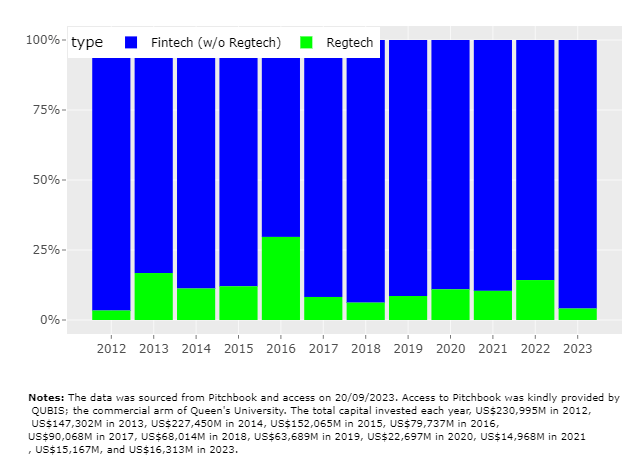 type Fintech (w/o Regtech) Regtech
100%
75%
50%
25%
0%
2012 2013 2014 2015 2016 2017 2018 2019 2020 2021 2022 2023
Notes: The data was sourced from Pitchbook and access on 20/09/2023. Access to Pitchbook was kindly provided by
QUBIS; the commercial arm of Queen's University. The total capital invested each year, US$230,995M in 2012,
US$147,302M in 2013, US$227,450M in 2014, US$152,065M in 2015, US$79,737M in 2016,
US$90,068M in 2017, US$68,014M in 2018, US$63,689M in 2019, US$22,697M in 2020, US$14,968M in 2021
, US$15,167M, and US$16,313M in 2023.